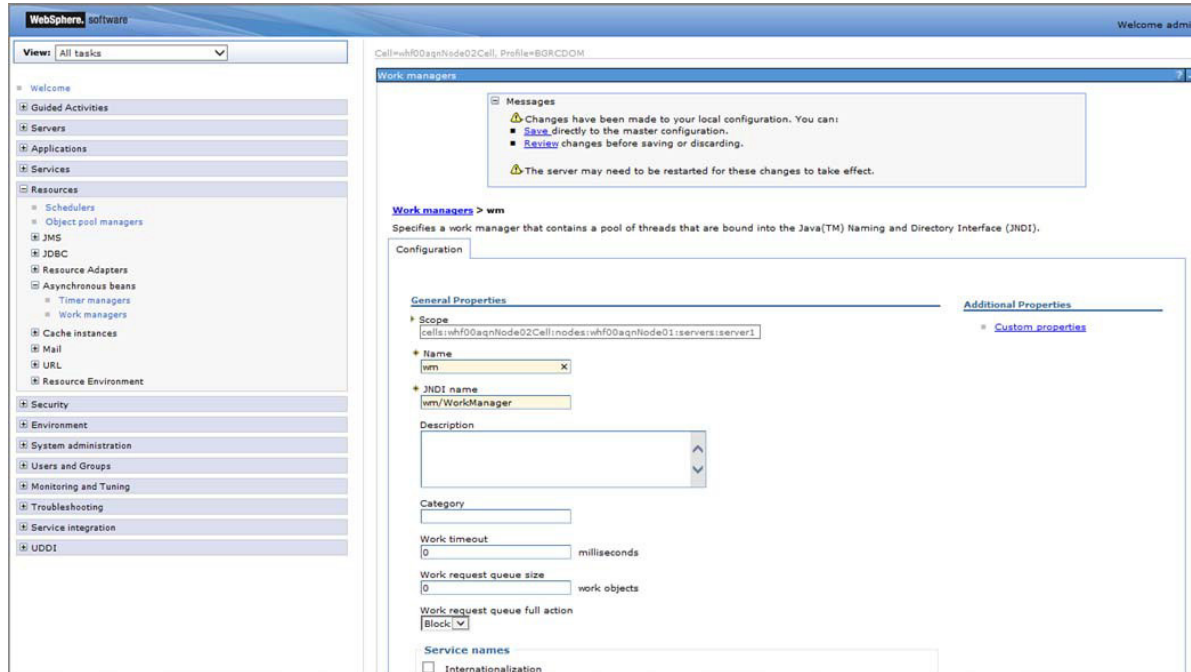 WebSphere. software
Welcome admi
View: All tasks
Cell=whf00aqnNode02Cell, Profile=BGRCDOM
Welcome
Guided Activities
Servers
Applications
Services
Resources
Schedulers
Object pool managers
JMS
JDBC
Resource Adapters
Asynchronous beans
Timer managers
Work managers
Cache instances
Mail
URL
Resource Environment
Security
Environment
System administration
Users and Groups
Monitoring and Tuning
Troubleshooting
Service integration
UDDI
Work managers ?
Messages
Changes have been made to your local configuration. You can:
Save directly to the master configuration.
Review changes before saving or discarding.
The server may need to be restarted for these changes to take effect.
Work managers > wm
Specifies a work manager that contains a pool of threads that are bound into the Java(TM) Naming and Directory Interface (JNDI).
Configuration
General Properties
Scope
cells:whf00aqnNode02Cell:nodes:whf00aqnNode01:servers:server1
Name
wm
JNDI name
wm/WorkManager
Description
Category
Work timeout
0 milliseconds
Work request queue size
0 work objects
Work request queue full action
Block
Service names
Internationalization
Additional Properties
Custom properties